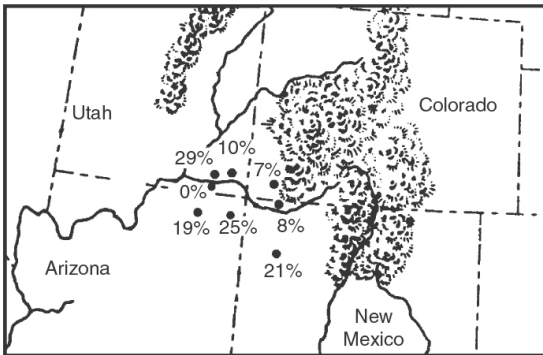 Utah
Colorado
29%
10%
7%
0%
19%
25%
8%
21%
Arizona
New
Mexico